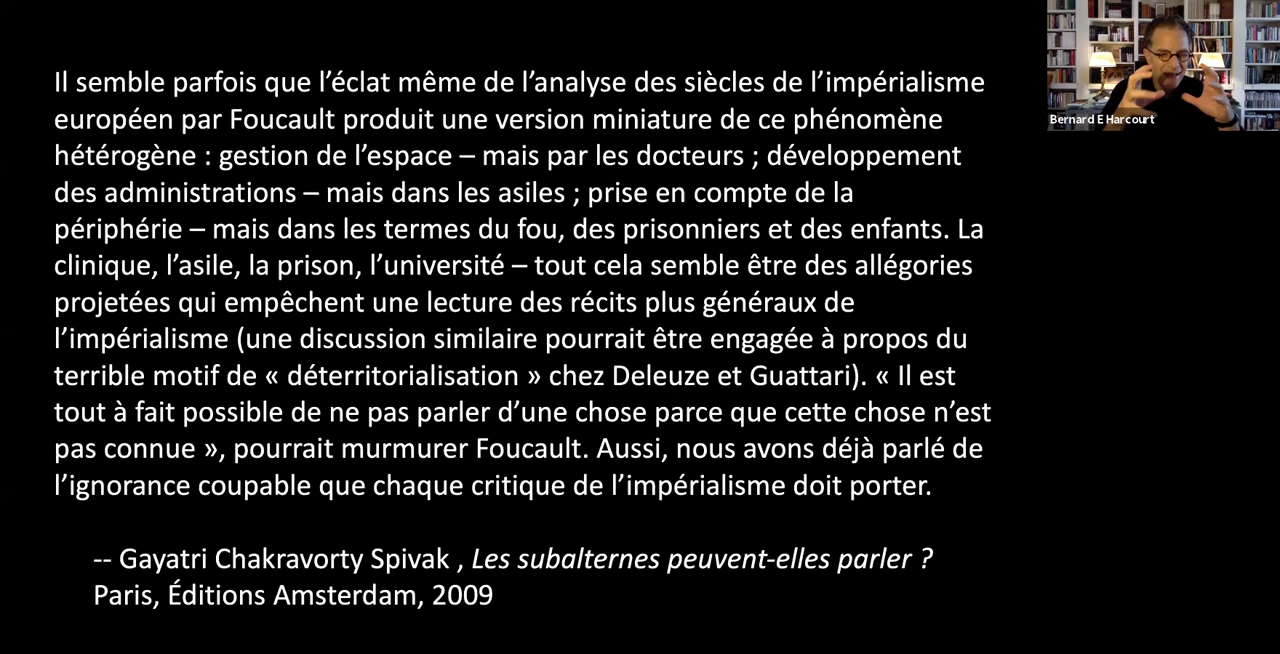 Il semble parfois que l’éclat même de l’analyse des siècles de l’impérialisme
européen par Foucault produit une version miniature de ce phénomène
hétérogène : gestion de l’espace – mais par les docteurs ; développement
des administrations – mais dans les asiles ; prise en compte de la
périphérie – mais dans les termes du fou, des prisonniers et des enfants. La
clinique, l’asile, la prison, l’université – tout cela semble être des allégories
projetées qui empêchent une lecture des récits plus généraux de
l’impérialisme (une discussion similaire pourrait être engagée à propos du
terrible motif de « déterritorialisation » chez Deleuze et Guattari). « Il est
tout à fait possible de ne pas parler d’une chose parce que cette chose n’est
pas connue », pourrait murmurer Foucault. Aussi, nous avons déjà parlé de
l’ignorance coupable que chaque critique de l’impérialisme doit porter.
-- Gayatri Chakravorty Spivak , Les subalternes peuvent-elles parler ?
Paris, Éditions Amsterdam, 2009
Bernard E Harcourt